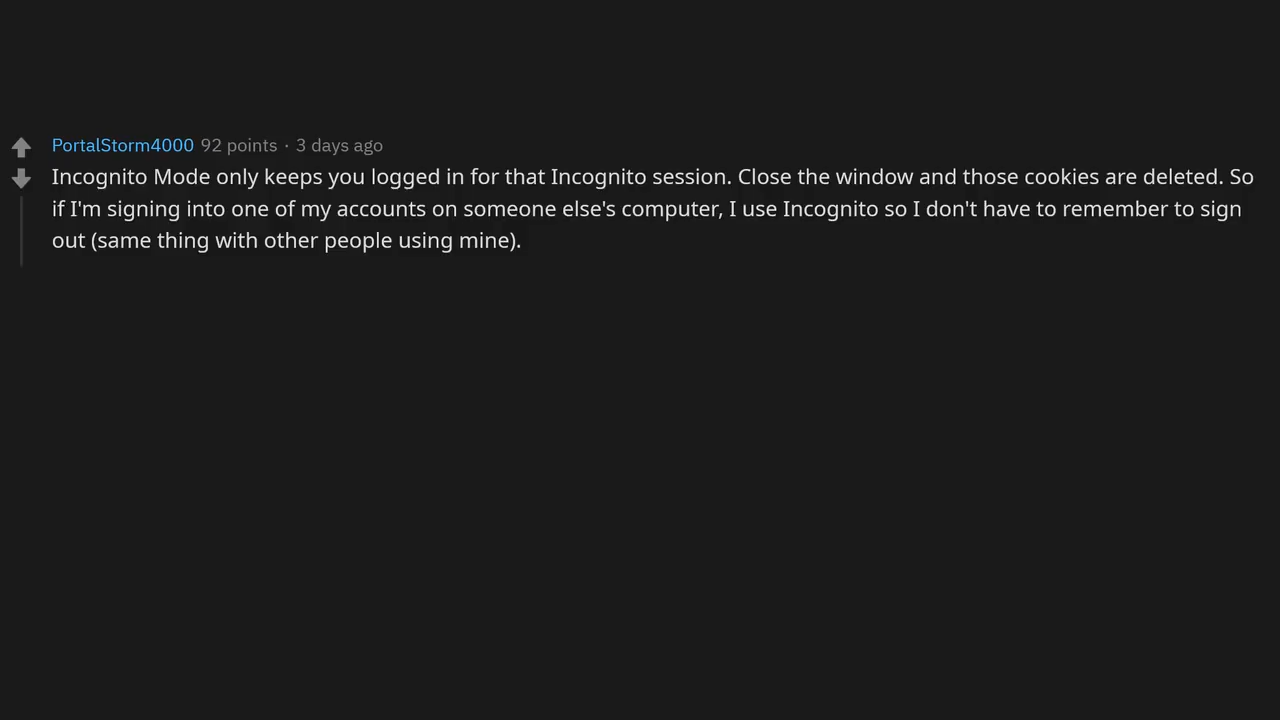 PortalStorm4000 92 points · 3 days ago
Incognito Mode only keeps you logged in for that Incognito session. Close the window and those cookies are deleted. So
if I'm signing into one of my accounts on someone else's computer, I use Incognito so I don't have to remember to sign
out (same thing with other people using mine).